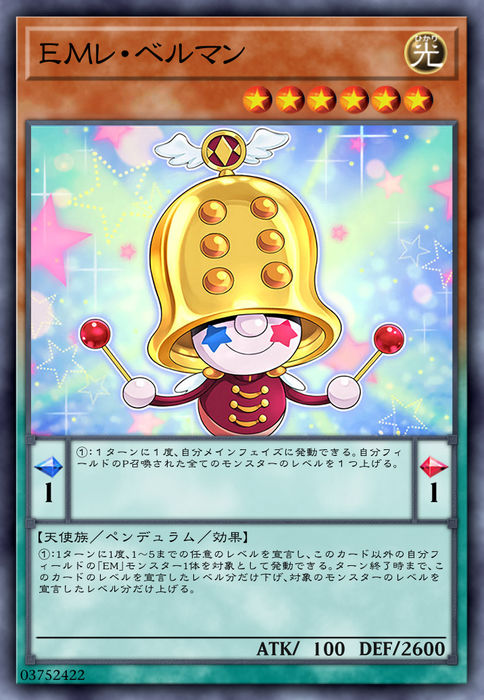 EMレ・ベルマン
ひかり
光
①:1ターンに1度、自分メインフェイズに発動できる。自分フィ
ールドのP召喚された全てのモンスターのレベルを1つ上げる。
1
1
【天使族／ペンデュラム／効果】
①:1ターンに1度、1~5までの任意のレベルを宣言し、このカード以外の自分フ
ィールドの「EM」モンスター1体を対象として発動できる。ターン終了時まで、こ
のカードのレベルを宣言したレベル分だけ下げ、対象のモンスターのレベルを
宣言したレベル分だけ上げる。
ATK/ 100 DEF/2600
03752422